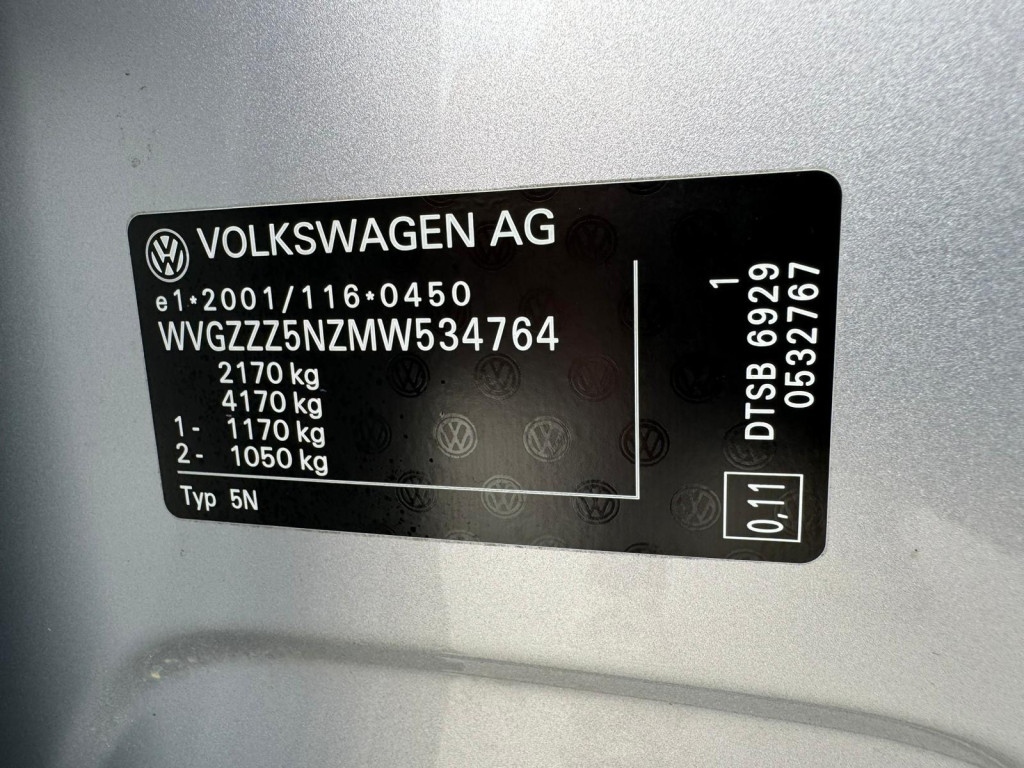 VOLKSWAGEN AG
e1*2001/116*0450
WVGZZZ5NZMW534764
2170 kg
4170 kg
1- 1170 kg
2- 1050 kg
Typ 5N
1
DTSB 6929
0532767
0,11